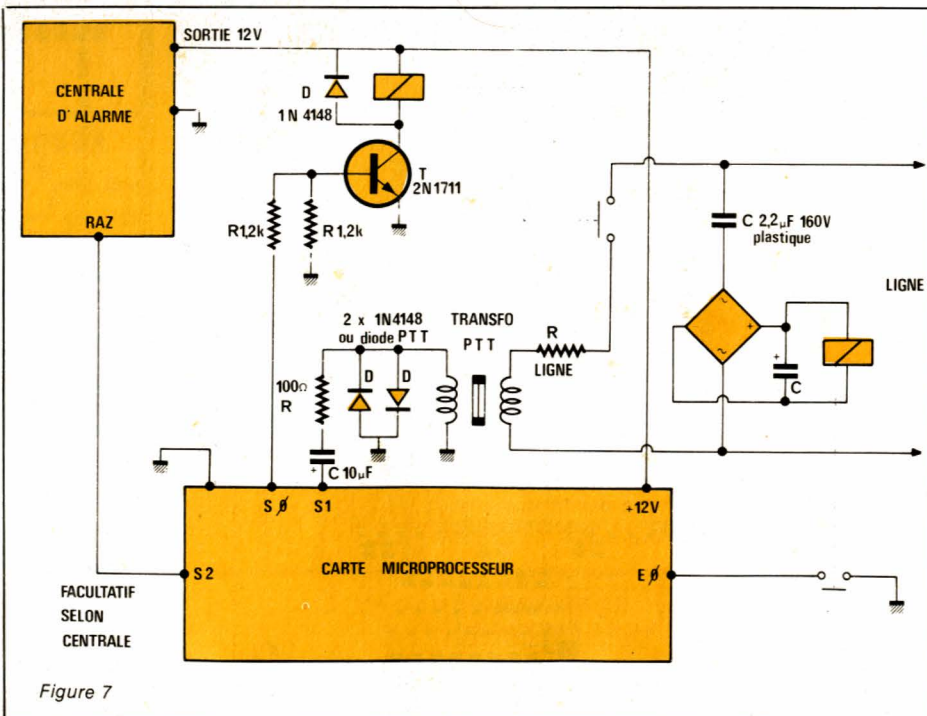 SORTIE 12V
CENTRALE
D'ALARME
RAZ
D
1N 4148
T
2N1711
R1,2k
R1,2k
C 2,2µF 160V
plastique
LIGNE
2 x 1N4148
ou diode PTT
TRANSFO
PTT
R
LIGNE
100Ω
R
D
D
C
+
+
~
~
+
C 10µF
S Ø
S1
+12V
S2
CARTE MICROPROCESSEUR
E Ø
FACULTATIF
SELON
CENTRALE
Figure 7